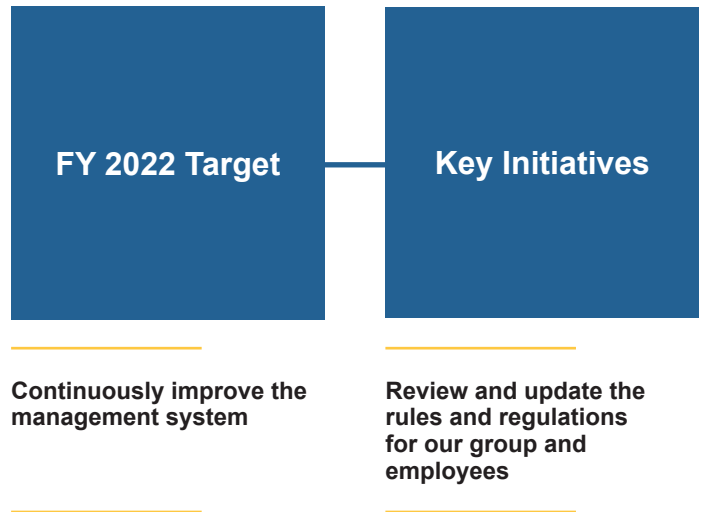 FY 2022 Target
Key Initiatives
Continuously improve the
management system
Review and update the
rules and regulations
for our group and
employees